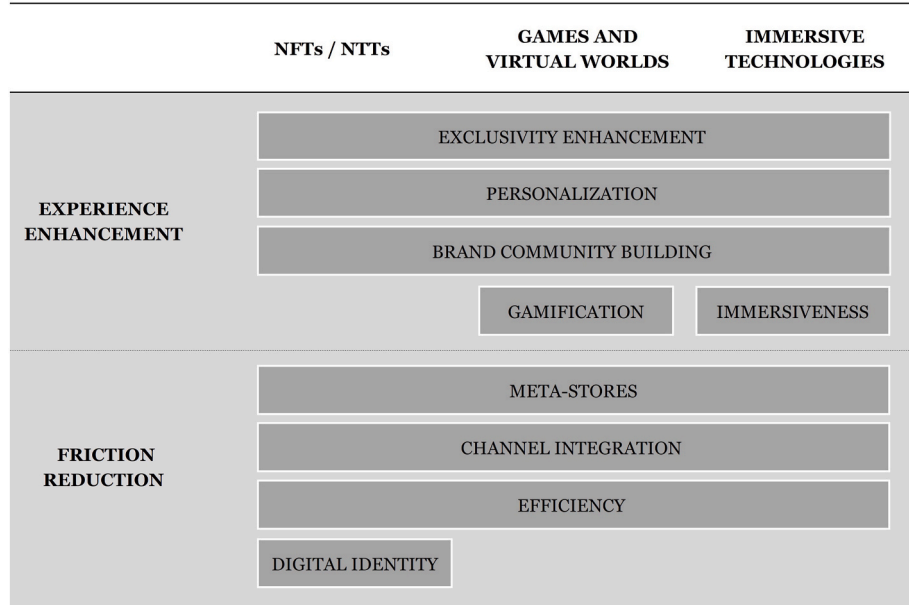 NFTs / NTTs
GAMES AND
VIRTUAL WORLDS
IMMERSIVE
TECHNOLOGIES
EXPERIENCE
ENHANCEMENT
EXCLUSIVITY ENHANCEMENT
PERSONALIZATION
BRAND COMMUNITY BUILDING
GAMIFICATION
IMMERSIVENESS
FRICTION
REDUCTION
META-STORES
CHANNEL INTEGRATION
EFFICIENCY
DIGITAL IDENTITY